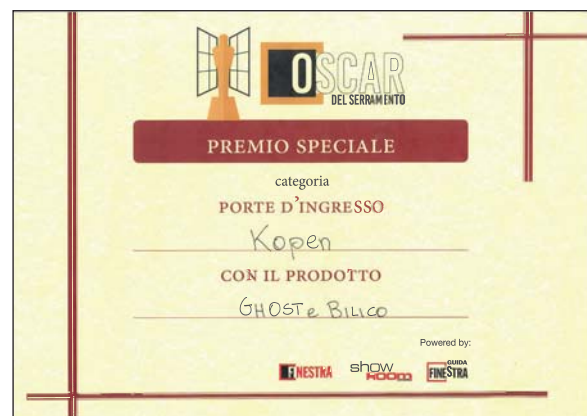 OSCAR
DEL SERRAMENTO
PREMIO SPECIALE
categoria
PORTE D'INGRESSO
Kopen
CON IL PRODOTTO
GHOST e BILICO
Powered by:
FINESTRA
show ROOM
GUIDA
FINESTRA